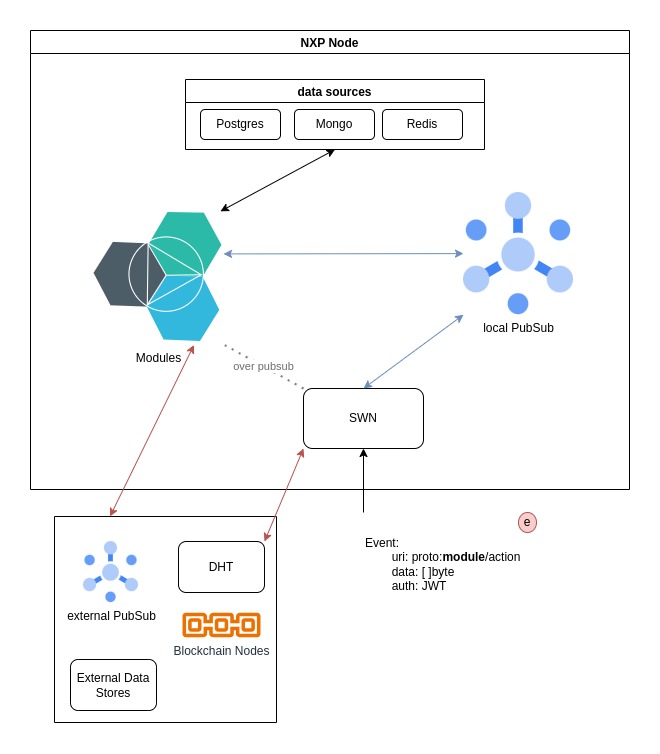 NXP Node
data sources
Postgres
Mongo
Redis
local PubSub
Modules
over pubsub
SWN
e
Event:
uri: proto:module/action
data: [ ]byte
auth: JWT
DHT
external PubSub
Blockchain Nodes
External Data
Stores